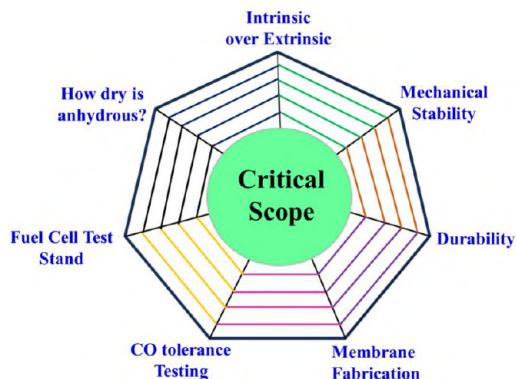 Intrinsic
over Extrinsic
How dry is
anhydrous?
Mechanical
Stability
Critical
Scope
Fuel Cell Test
Stand
Durability
CO tolerance
Testing
Membrane
Fabrication